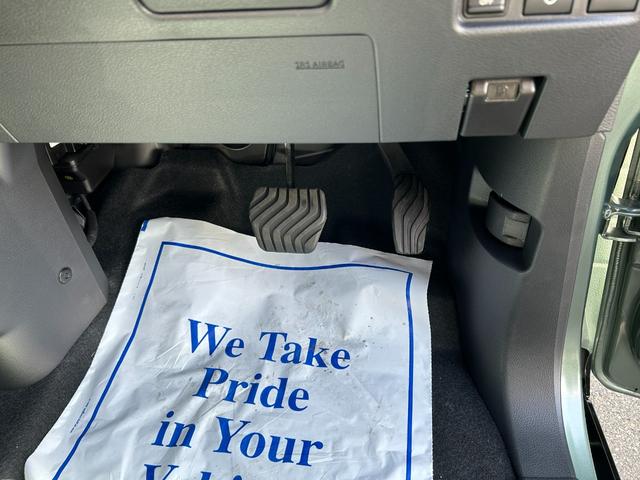 SRS AIRBAG
We Take
Pride
in Your